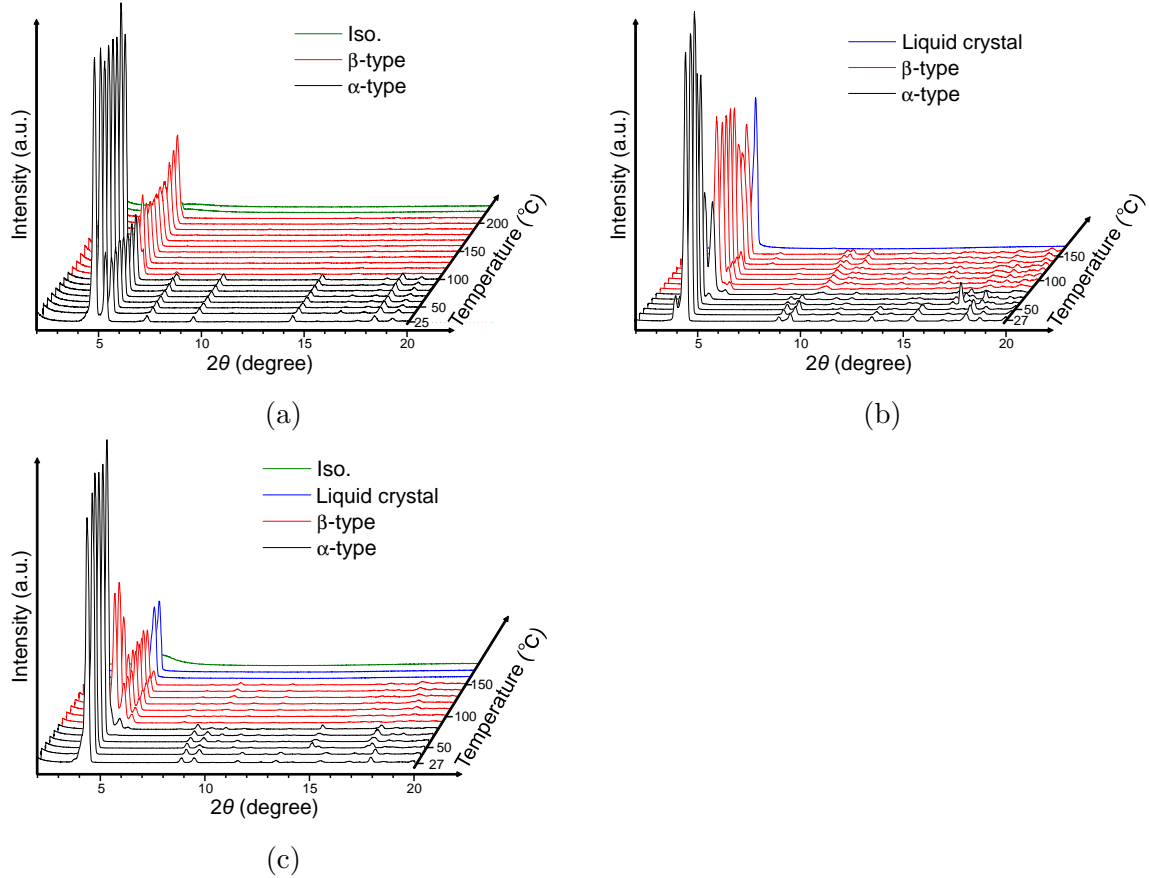 Iso.
β-type
α-type
Intensity (a.u.)
200
150
100
50
25
Temperature (°C)
5
10
15
20
2θ (degree)
(a)
Liquid crystal
β-type
α-type
Intensity (a.u.)
150
100
50
27
Temperature (°C)
5
10
15
20
2θ (degree)
(b)
Iso.
Liquid crystal
β-type
α-type
Intensity (a.u.)
150
100
50
27
Temperature (°C)
5
10
15
20
2θ (degree)
(c)